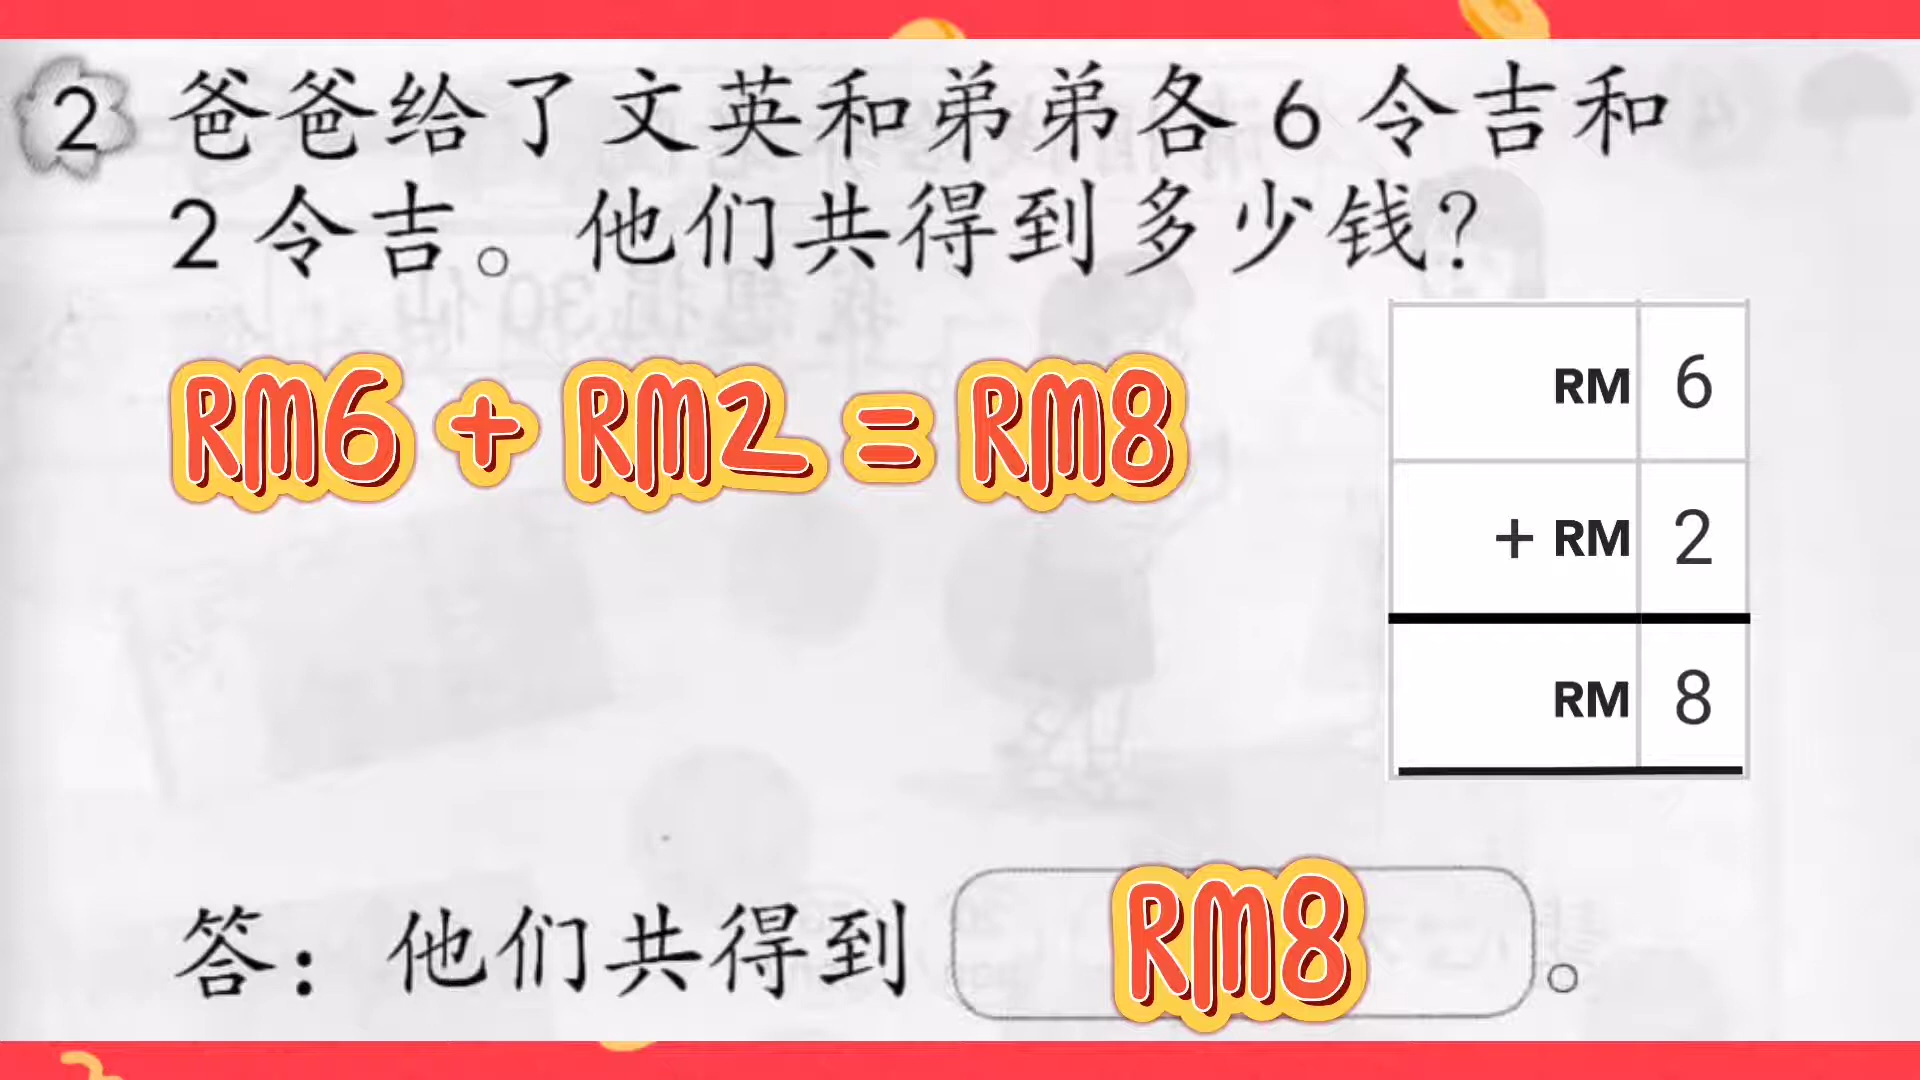 2 爸爸给了文英和弟弟各 6 令吉和
2 令吉。他们共得到多少钱?
RM6 + RM2 = RM8
RM 6
+ RM 2
RM 8
答：他们共得到 RM8 。